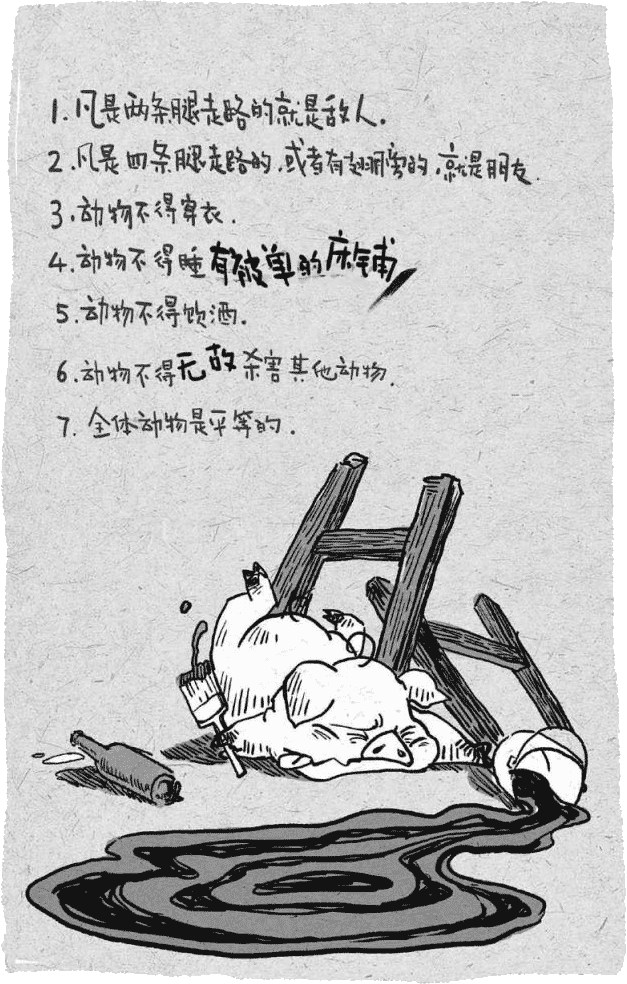 1.凡是两条腿走路的就是敌人.
2.凡是四条腿走路的.或者有翅膀的.就是朋友.
3.动物不得穿衣.
4.动物不得睡有被单的床铺
5.动物不得饮酒.
6.动物不得无故杀害其他动物.
7.全体动物是平等的.